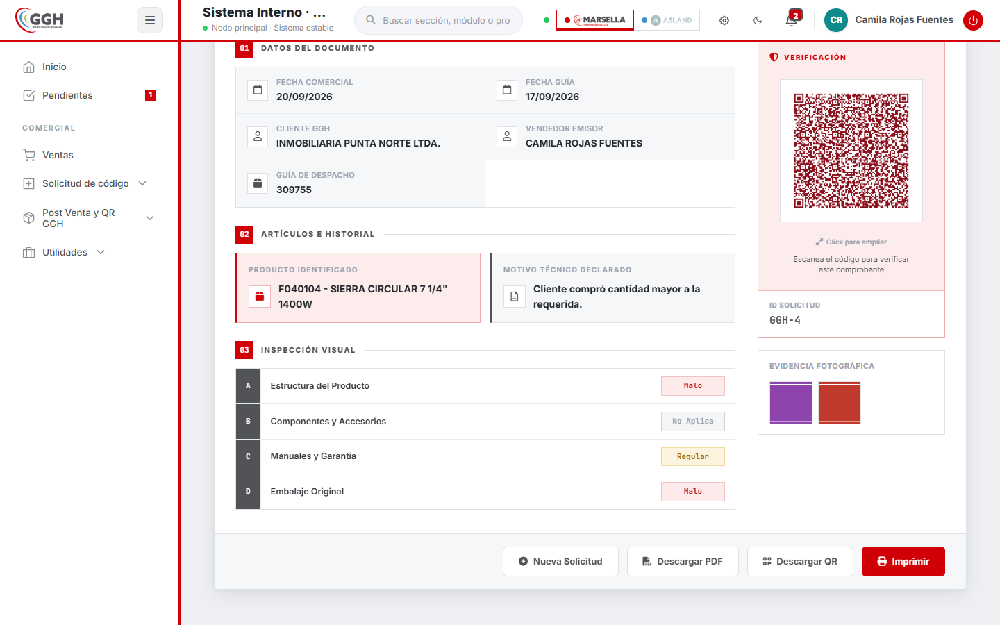 GGH
Inicio
Pendientes
1
COMERCIAL
Ventas
Solicitud de código
Post Venta y QR
GGH
Utilidades
Sistema Interno · ...
Nodo principal · Sistema estable
Buscar sección, módulo o pro
MARSELLA
ASLAND
2
CR
Camila Rojas Fuentes
01
DATOS DEL DOCUMENTO
FECHA COMERCIAL
20/09/2026
FECHA GUÍA
17/09/2026
CLIENTE GGH
INMOBILIARIA PUNTA NORTE LTDA.
VENDEDOR EMISOR
CAMILA ROJAS FUENTES
GUÍA DE DESPACHO
309755
02
ARTÍCULOS E HISTORIAL
PRODUCTO IDENTIFICADO
F040104 - SIERRA CIRCULAR 7 1/4"
1400W
MOTIVO TÉCNICO DECLARADO
Cliente compró cantidad mayor a la
requerida.
03
INSPECCIÓN VISUAL
A
Estructura del Producto
Malo
B
Componentes y Accesorios
No Aplica
C
Manuales y Garantía
Regular
D
Embalaje Original
Malo
VERIFICACIÓN
Click para ampliar
Escanea el código para verificar
este comprobante
ID SOLICITUD
GGH-4
EVIDENCIA FOTOGRÁFICA
Nueva Solicitud
Descargar PDF
Descargar QR
Imprimir